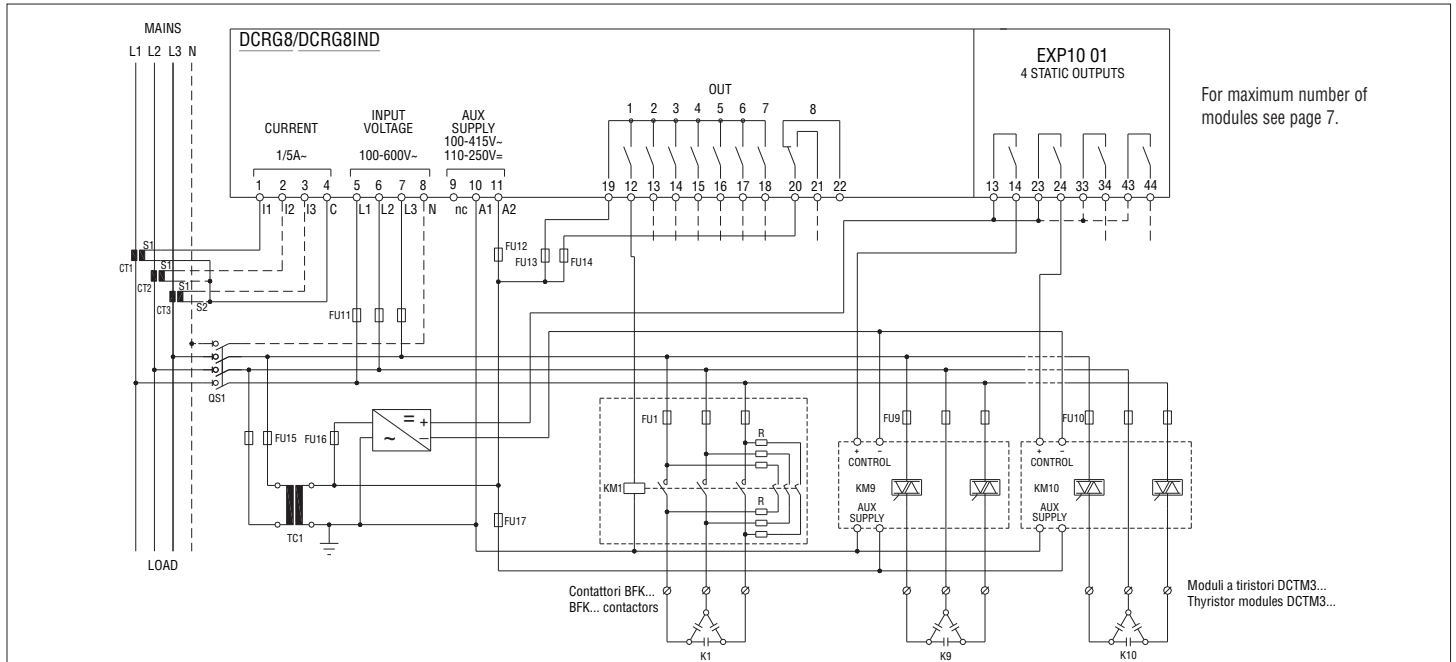 MAINS
L1 L2 L3 N
DCRG8/DCRG8IND
EXP10 01
4 STATIC OUTPUTS
For maximum number of
modules see page 7.
OUT
1 2 3 4 5 6 7 8
CURRENT
1/5A~
INPUT
VOLTAGE
100-600V~
AUX
SUPPLY
100-415V~
110-250V=
1 2 3 4 5 6 7 8 9 10 11 19 12 13 14 15 16 17 18 20 21 22 13 14 23 24 33 34 43 44
I1 I2 I3 C L1 L2 L3 N nc A1 A2
S1
CT1
S1
CT2
S1
CT3
S2
FU12
FU13 FU14
FU11
QS1
FU15 FU16
= +
~ –
FU17
TC1
LOAD
FU1
R
KM1
R
FU9
+ –
CONTROL
KM9
AUX
SUPPLY
FU10
+ –
CONTROL
KM10
AUX
SUPPLY
Contattori BFK...
BFK... contactors
Moduli a tiristori DCTM3...
Thyristor modules DCTM3...
K1 K9 K10